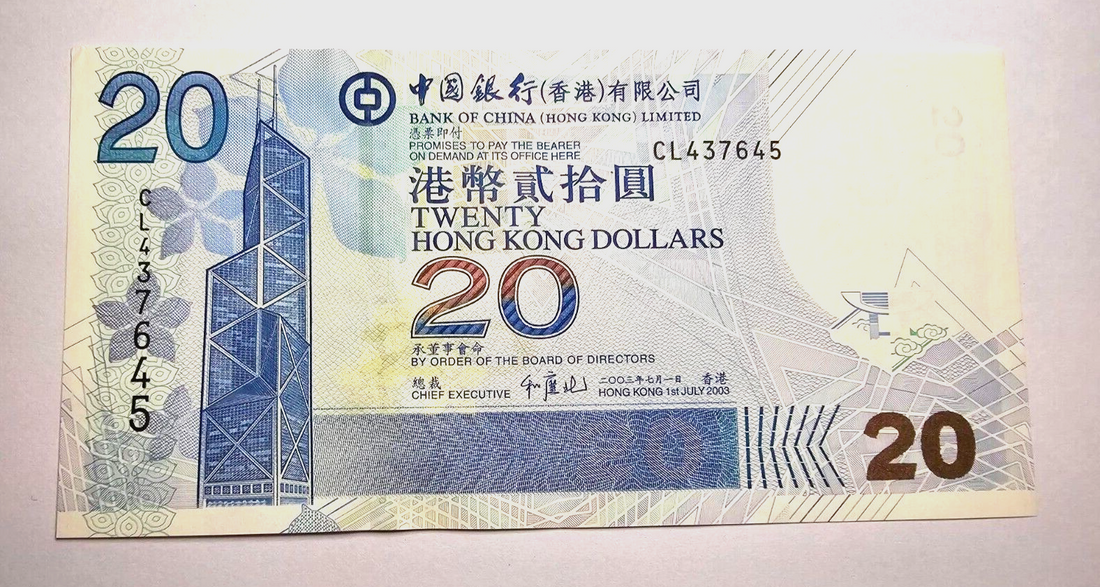 20
中國銀行(香港)有限公司
BANK OF CHINA (HONG KONG) LIMITED
憑票即付
PROMISES TO PAY THE BEARER
ON DEMAND AT ITS OFFICE HERE
CL437645
港幣貳拾圓
TWENTY
HONG KONG DOLLARS
20
承董事會命
BY ORDER OF THE BOARD OF DIRECTORS
總裁
CHIEF EXECUTIVE
和廣北
二〇〇三年七月一日 香港
HONG KONG 1st JULY 2003
CL437645
20
20